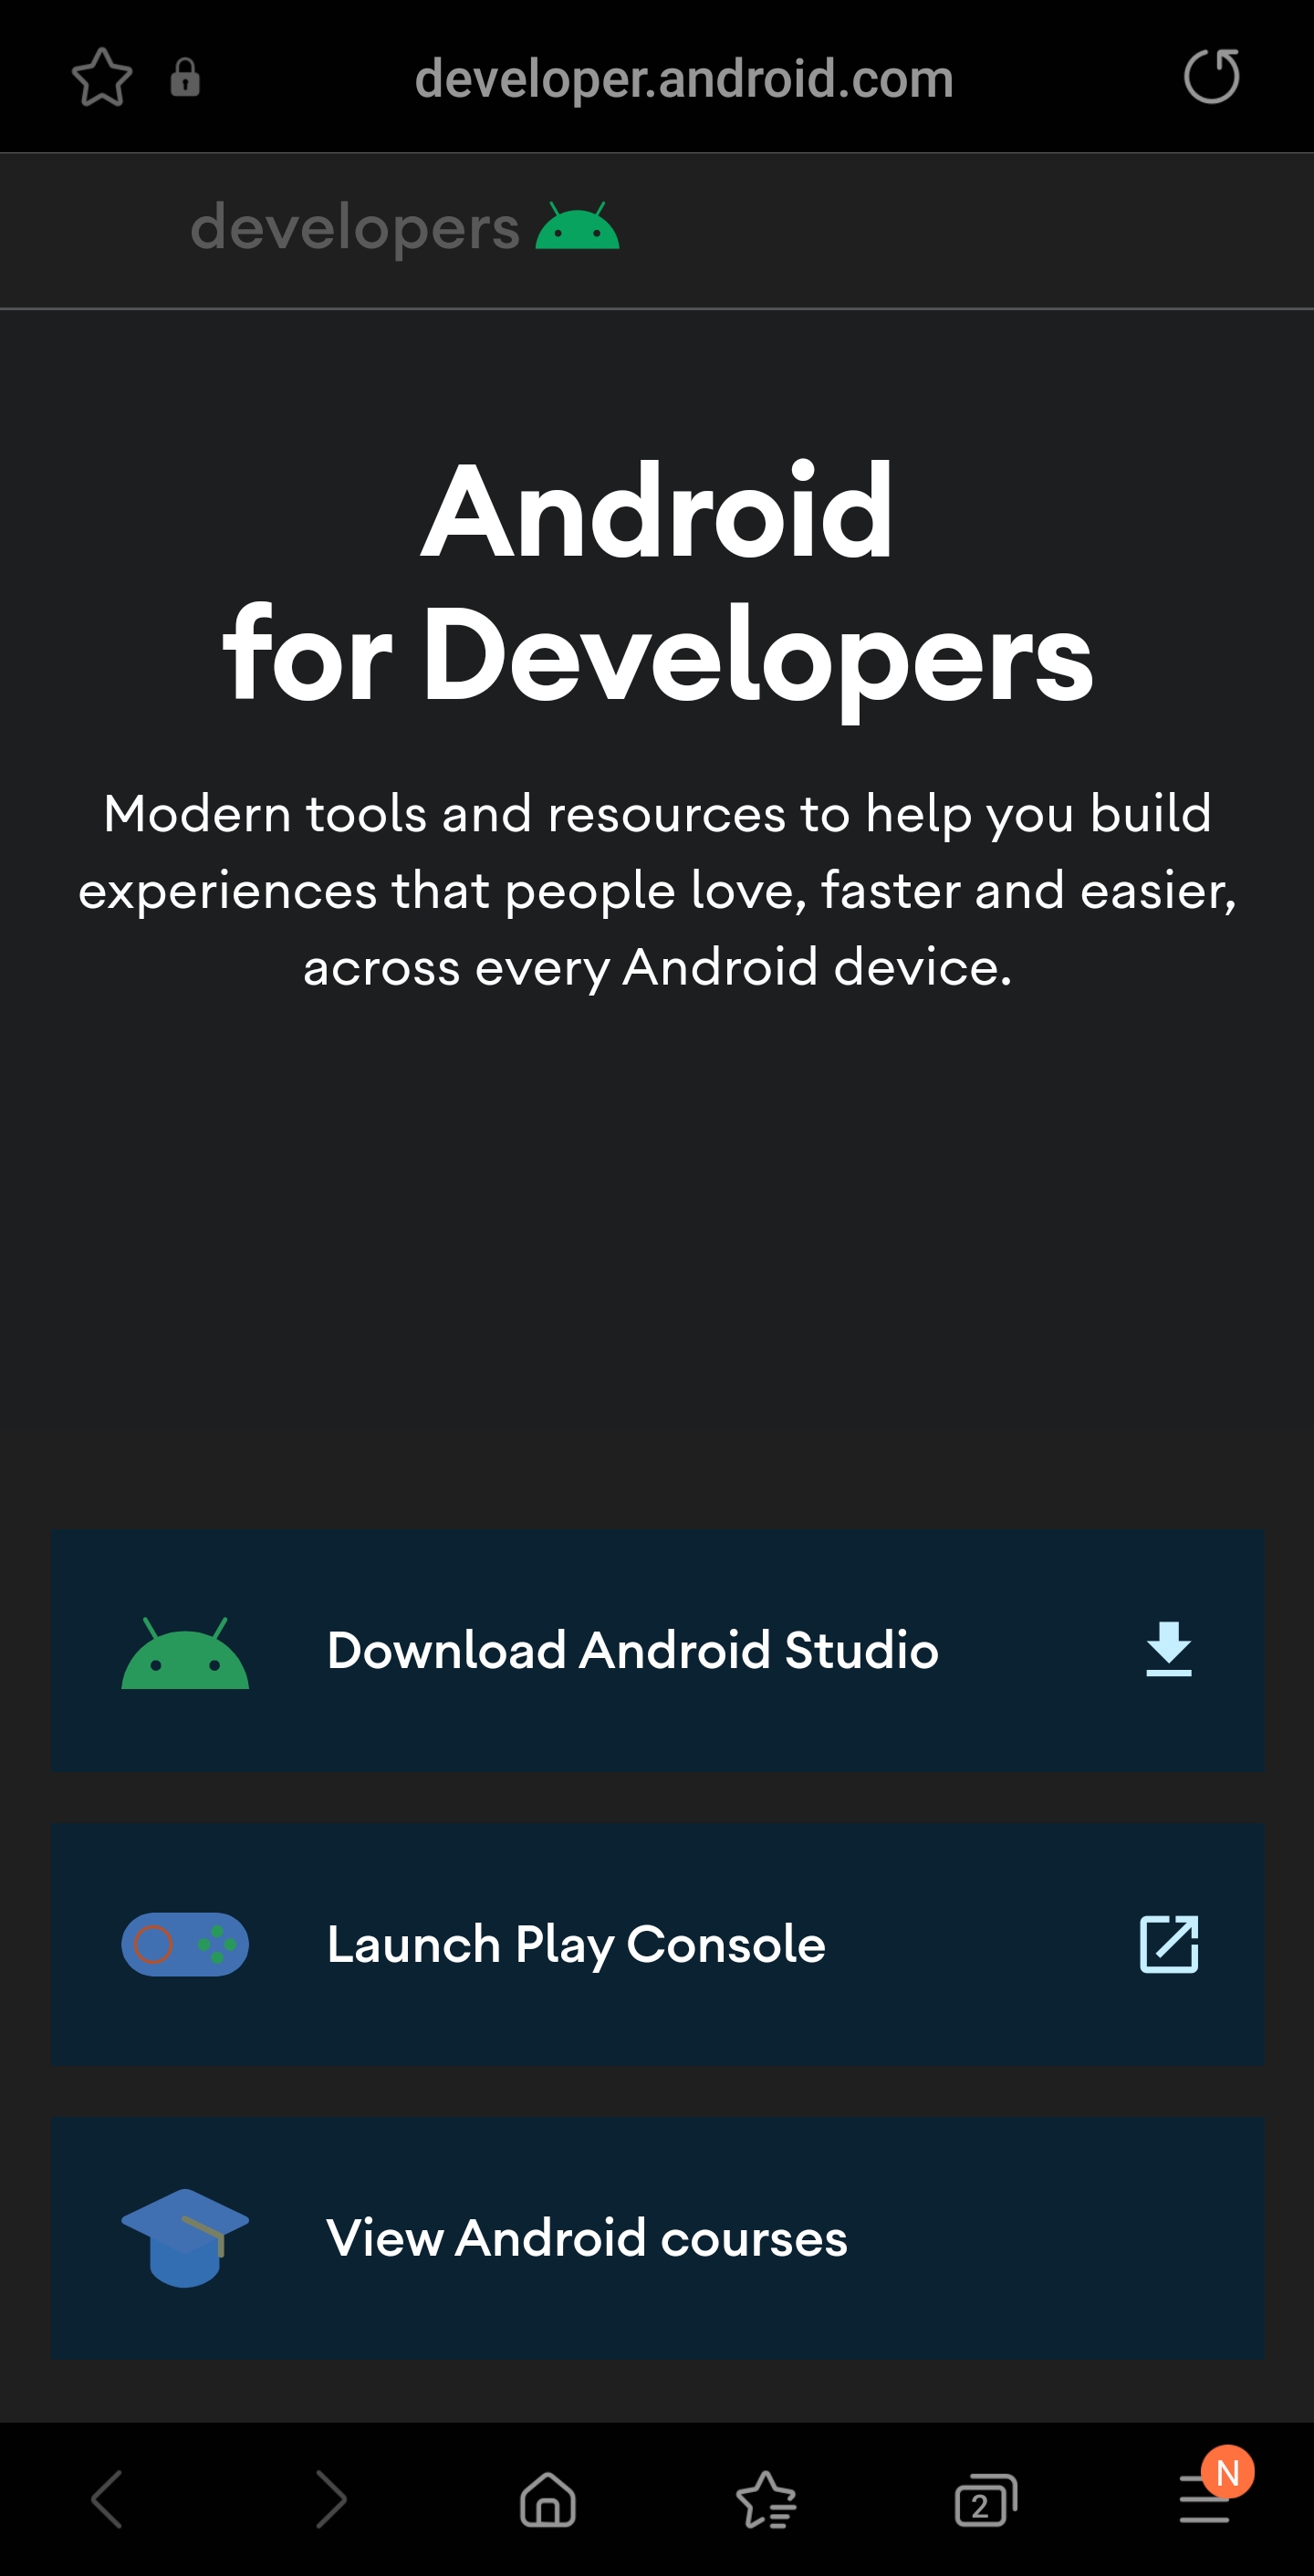 developer.android.com
developers
Android
for Developers
Modern tools and resources to help you build
experiences that people love, faster and easier,
across every Android device.
Download Android Studio
Launch Play Console
View Android courses
2
N